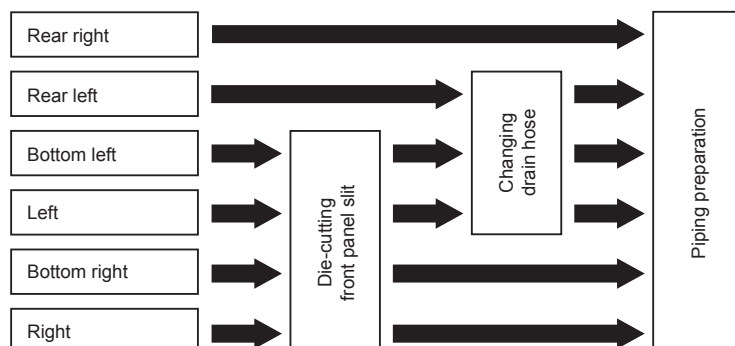 Rear right
Rear left
Bottom left
Left
Bottom right
Right
Die-cutting
front panel slit
Changing
drain hose
Piping preparation